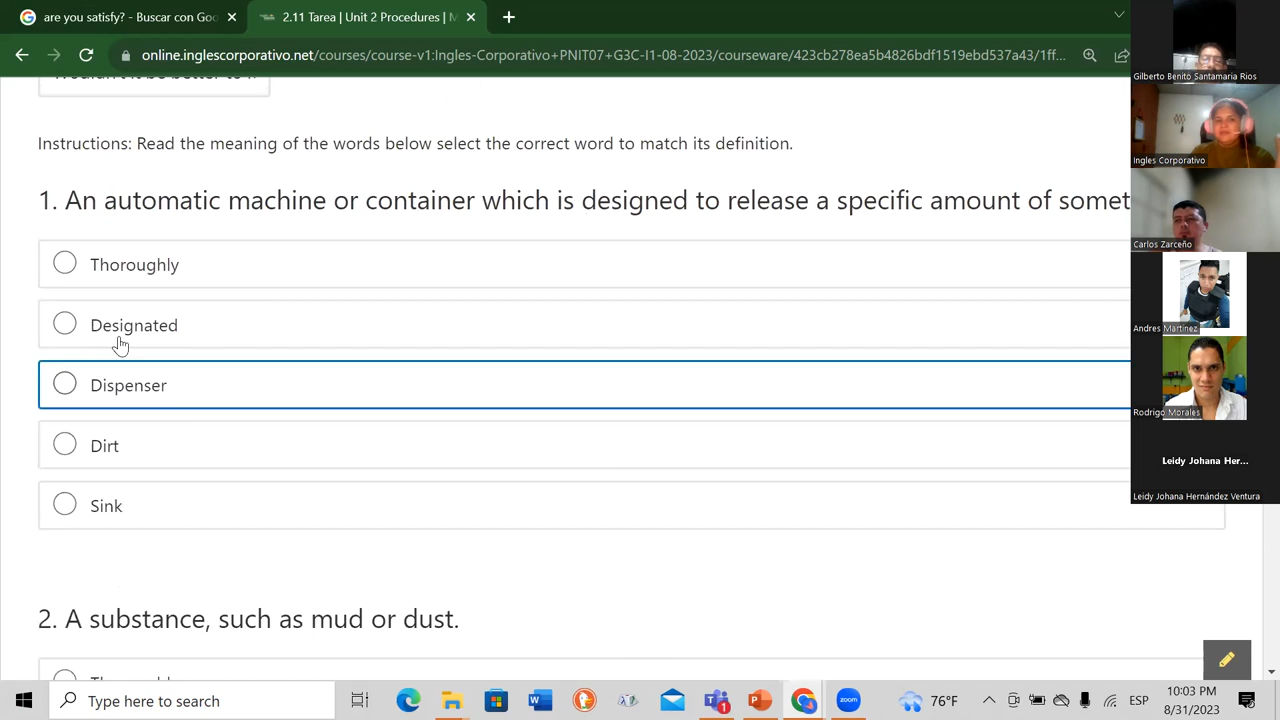 are you satisfy? - Buscar con Goo
2.11 Tarea | Unit 2 Procedures | M
online.inglescorporativo.net/courses/course-v1:Ingles-Corporativo+PNIT07+G3C-I1-08-2023/courseware/423cb278ea5b4826bdf1519ebd537a43/1ff...
Gilberto Benito Santamaria Rios
Instructions: Read the meaning of the words below select the correct word to match its definition.
Ingles Corporativo
1. An automatic machine or container which is designed to release a specific amount of somet
Carlos Zarceño
Thoroughly
Designated
Andres Martinez
Dispenser
Rodrigo Morales
Dirt
Leidy Johana Her...
Leidy Johana Hernández Ventura
Sink
2. A substance, such as mud or dust.
Type here to search
1
zoom
76°F
ESP
10:03 PM
8/31/2023